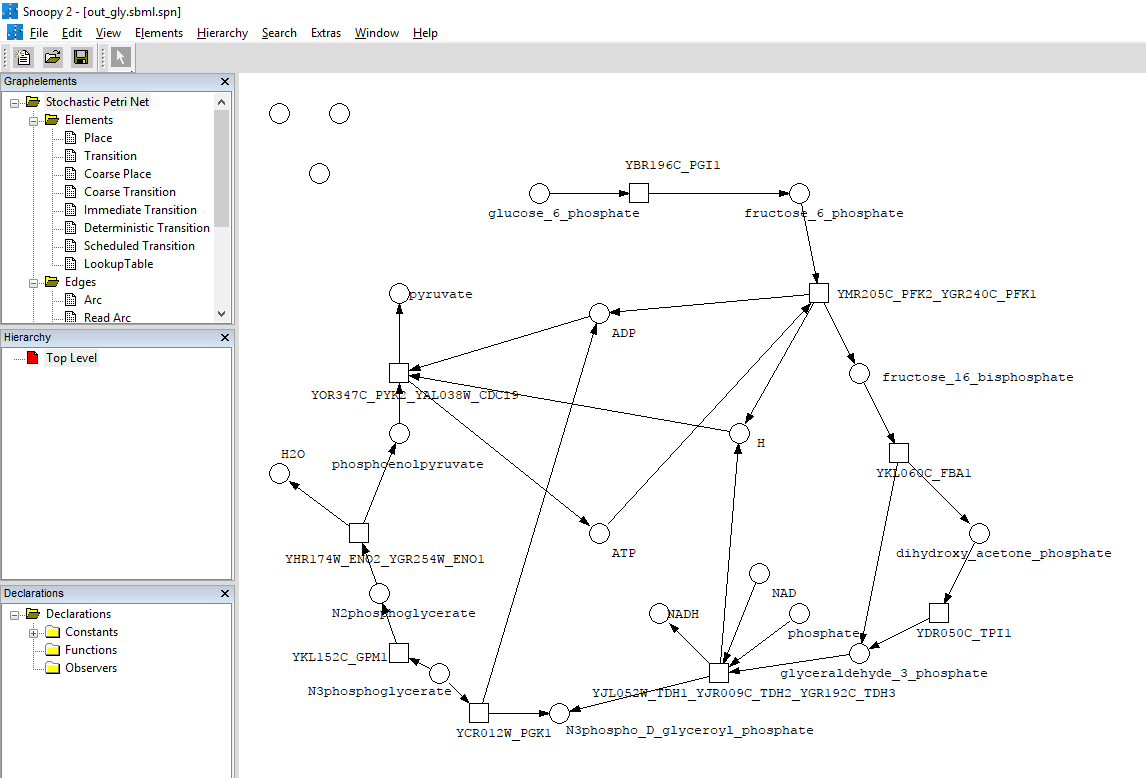 Snoopy 2 - [out_gly.sbml.spn]
File Edit View Elements Hierarchy Search Extras Window Help
Graphelements
Stochastic Petri Net
Elements
Place
Transition
Coarse Place
Coarse Transition
Immediate Transition
Deterministic Transition
Scheduled Transition
LookupTable
Edges
Arc
Read Arc
Hierarchy
Top Level
Declarations
Declarations
Constants
Functions
Observers
YBR196C_PGI1
glucose_6_phosphate
fructose_6_phosphate
pyruvate
YMR205C_PFK2_YGR240C_PFK1
ADP
fructose_16_bisphosphate
YOR347C_PYK2_YAL038W_CDC19
H
H2O
phosphoenolpyruvate
YKL060C_FBA1
ATP
dihydroxy_acetone_phosphate
YHR174W_ENO2_YGR254W_ENO1
NAD
N2phosphoglycerate
NADH
phosphate
YDR050C_TPI1
YKL152C_GPM1
glyceraldehyde_3_phosphate
N3phosphoglycerate
YJL052W_TDH1_YJR009C_TDH2_YGR192C_TDH3
YCR012W_PGK1
N3phospho_D_glyceroyl_phosphate